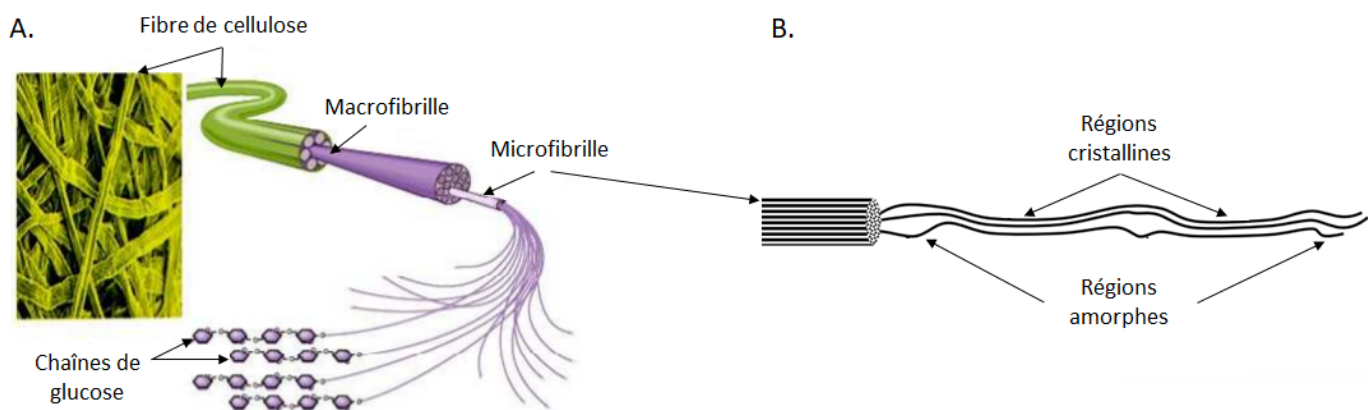 A.
Fibre de cellulose
Macrofibrille
Microfibrille
Chaînes de
glucose
B.
Régions
cristallines
Régions
amorphes